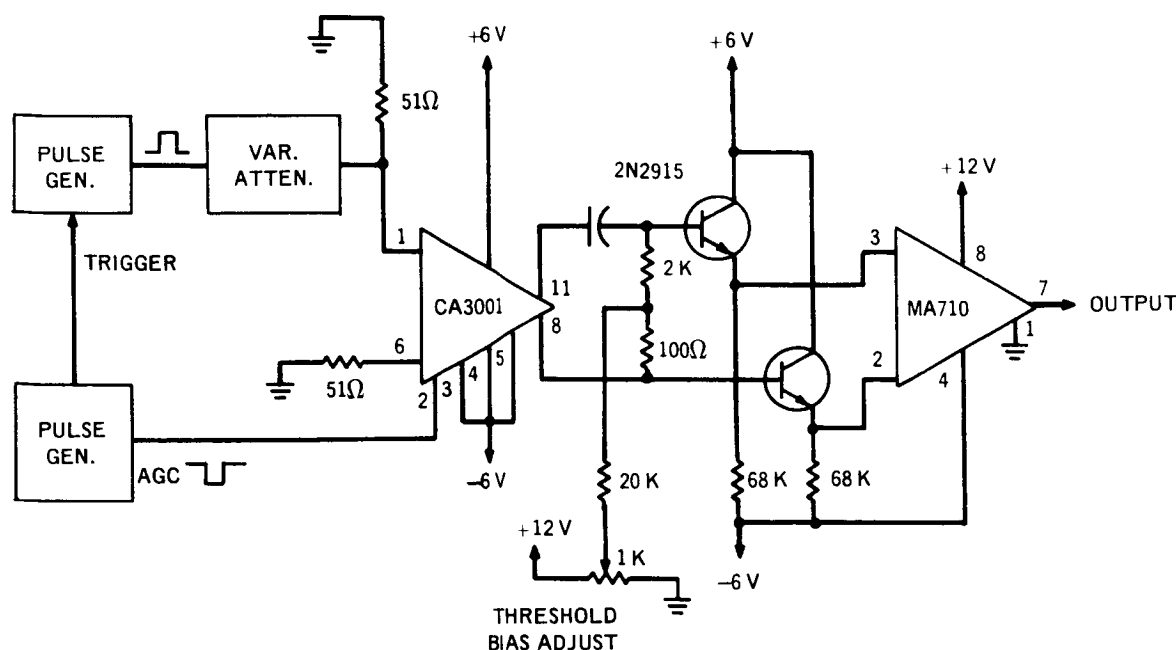 +6 V
+6 V
51Ω
PULSE
GEN.
VAR.
ATTEN.
2N2915
+12 V
TRIGGER
1
CA3001
11
8
2 K
3
8
MA710
7
1
OUTPUT
6
51Ω
5
4
3
2
100Ω
2
4
PULSE
GEN.
AGC
−6 V
20 K
68 K
68 K
+12 V
1 K
−6 V
THRESHOLD
BIAS ADJUST